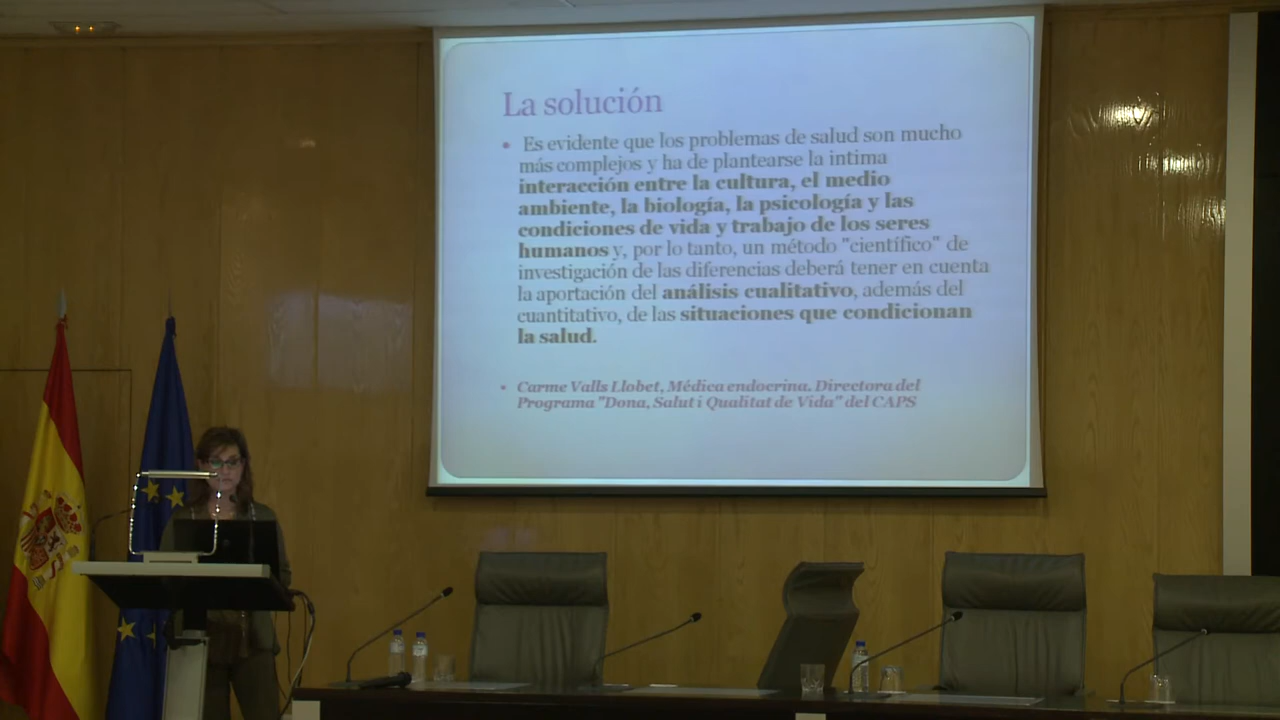 La solución
• Es evidente que los problemas de salud son mucho
más complejos y ha de plantearse la intima
interacción entre la cultura, el medio
ambiente, la biología, la psicología y las
condiciones de vida y trabajo de los seres
humanos y, por lo tanto, un método "científico" de
investigación de las diferencias deberá tener en cuenta
la aportación del análisis cualitativo, además del
cuantitativo, de las situaciones que condicionan
la salud.
• Carme Valls Llobet, Médica endocrina. Directora del
Programa "Dona, Salut i Qualitat de Vida" del CAPS